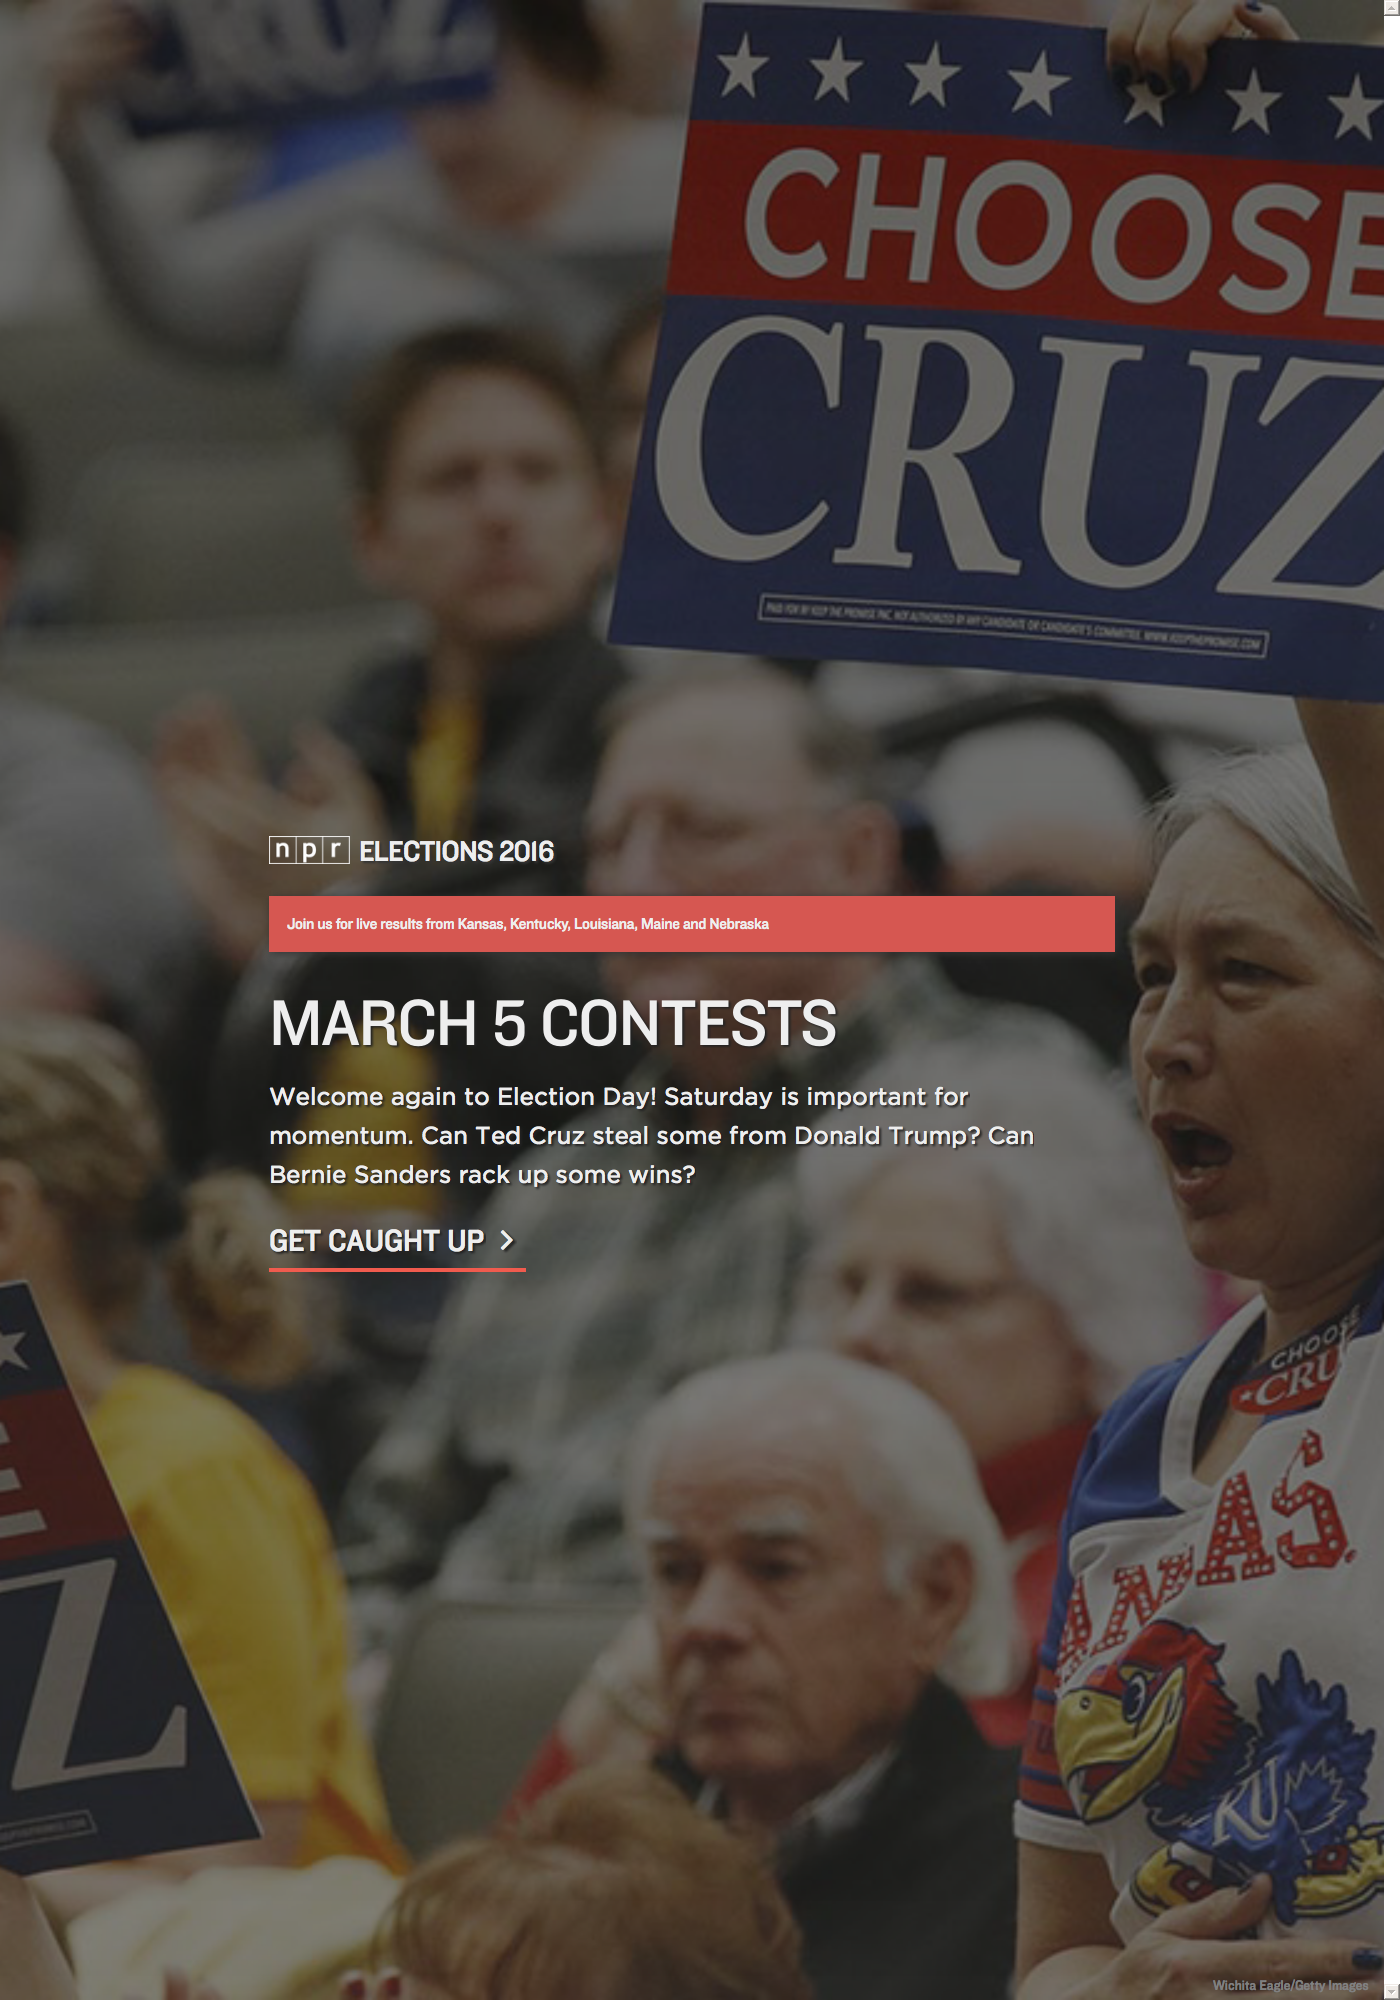 CRUZ
CHOOSE
CRUZ
PAID FOR BY KEEP THE PROMISE INC. NOT AUTHORIZED BY ANY CANDIDATE OR CANDIDATE'S COMMITTEE. WWW.KEEPTHEPROMISE.COM
npr ELECTIONS 2016
Join us for live results from Kansas, Kentucky, Louisiana, Maine and Nebraska
MARCH 5 CONTESTS
Welcome again to Election Day! Saturday is important for
momentum. Can Ted Cruz steal some from Donald Trump? Can
Bernie Sanders rack up some wins?
GET CAUGHT UP
CHOOSE
CRU
ANSAS
E
Z
KU
Wichita Eagle/Getty Images